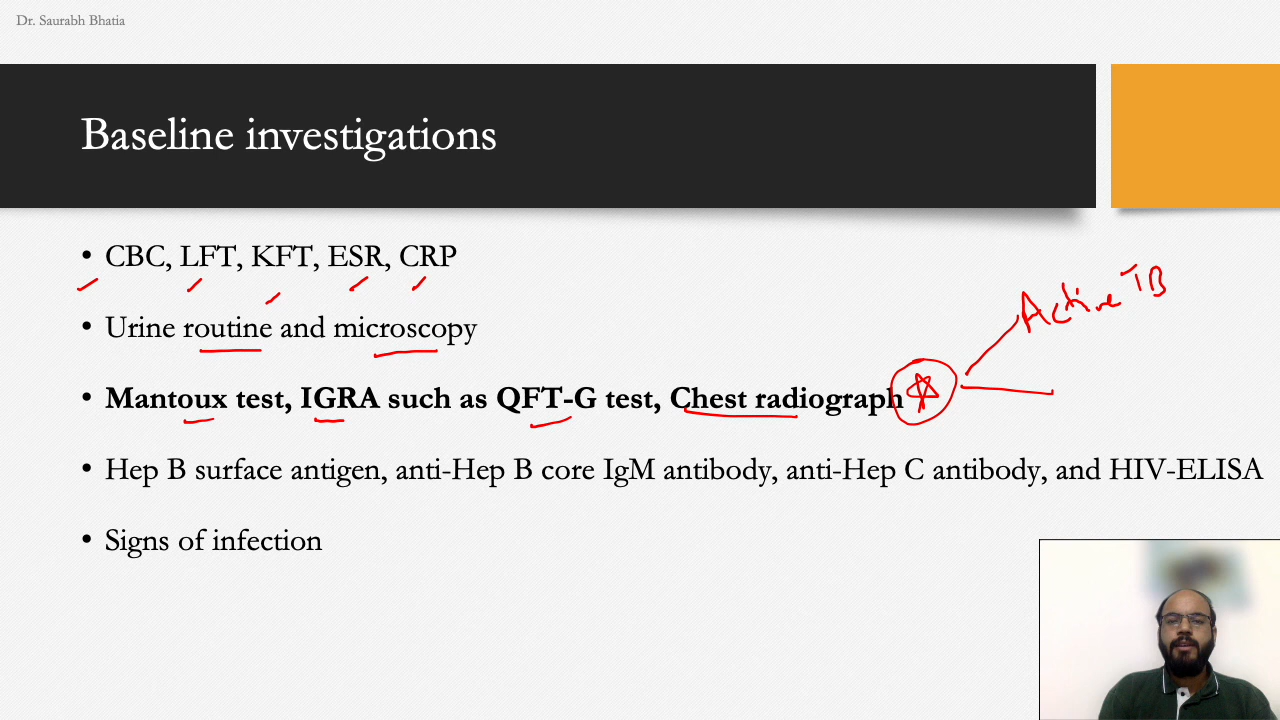 Dr. Saurabh Bhatia
Baseline investigations
• CBC, LFT, KFT, ESR, CRP
• Urine routine and microscopy
• Mantoux test, IGRA such as QFT-G test, Chest radiograph
Active TB
• Hep B surface antigen, anti-Hep B core IgM antibody, anti-Hep C antibody, and HIV-ELISA
• Signs of infection